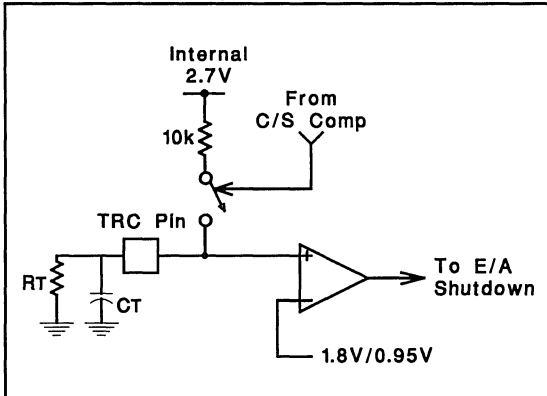 Internal
2.7V
From
C/S Comp
10k
TRC Pin
RT
CT
+
−
To E/A
Shutdown
1.8V/0.95V